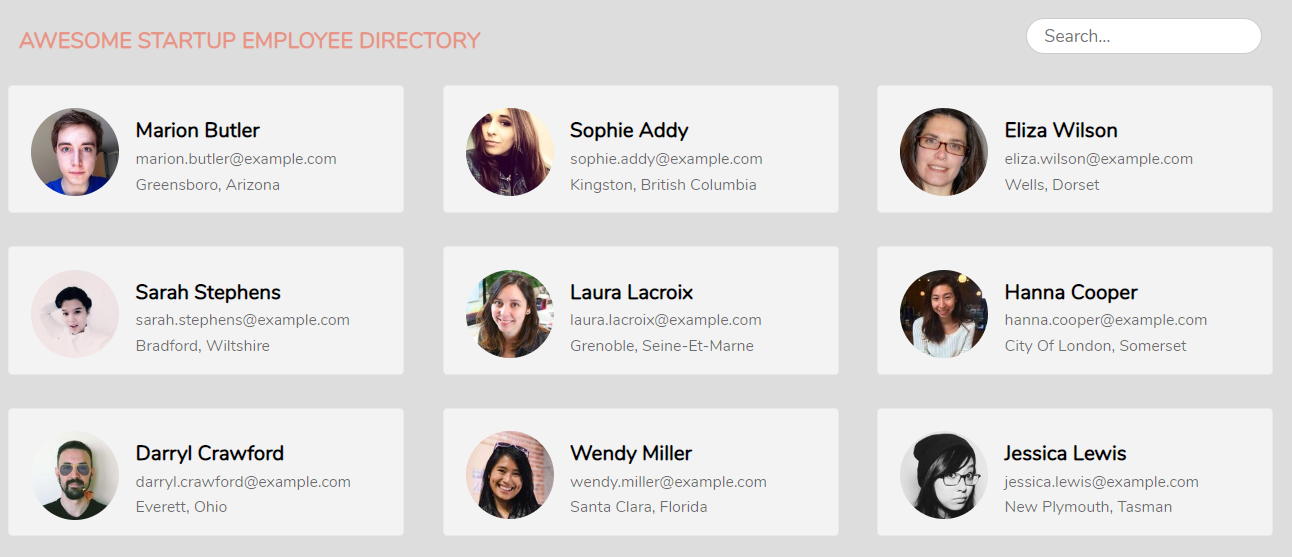 AWESOME STARTUP EMPLOYEE DIRECTORY
Search...
Marion Butler
marion.butler@example.com
Greensboro, Arizona
Sophie Addy
sophie.addy@example.com
Kingston, British Columbia
Eliza Wilson
eliza.wilson@example.com
Wells, Dorset
Sarah Stephens
sarah.stephens@example.com
Bradford, Wiltshire
Laura Lacroix
laura.lacroix@example.com
Grenoble, Seine-Et-Marne
Hanna Cooper
hanna.cooper@example.com
City Of London, Somerset
Darryl Crawford
darryl.crawford@example.com
Everett, Ohio
Wendy Miller
wendy.miller@example.com
Santa Clara, Florida
Jessica Lewis
jessica.lewis@example.com
New Plymouth, Tasman